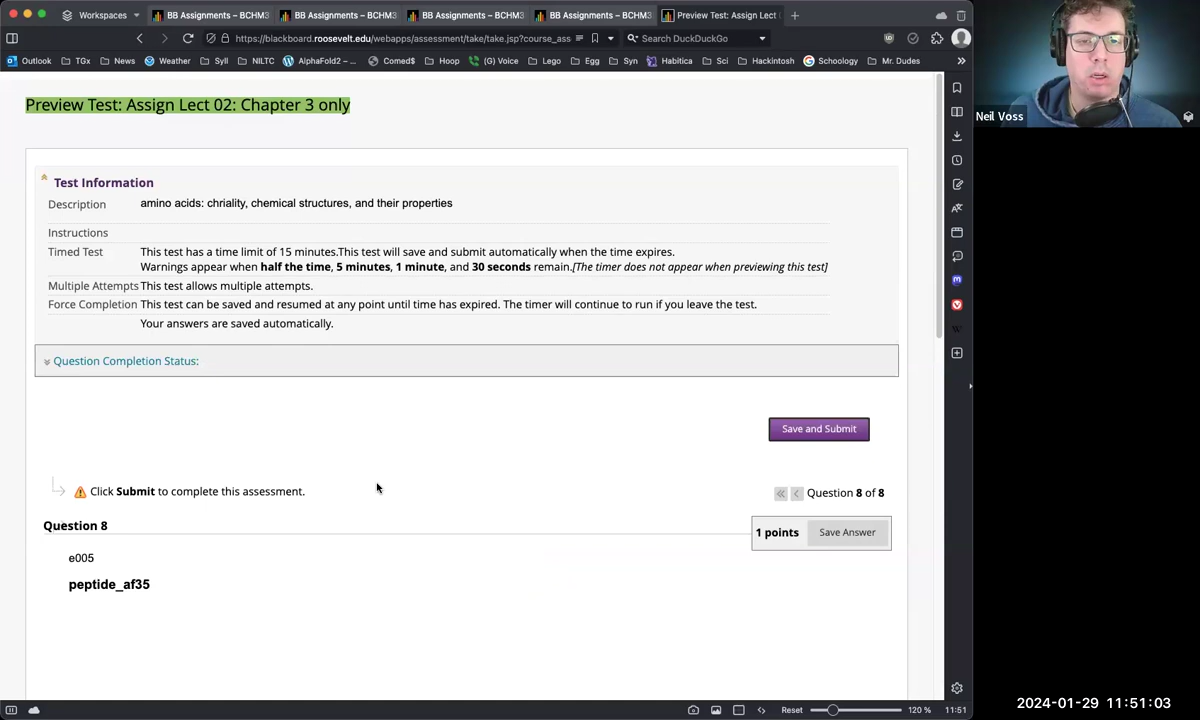 Workspaces
BB Assignments – BCHM3
BB Assignments – BCHM3
BB Assignments – BCHM3
BB Assignments – BCHM3
Preview Test: Assign Lect
https://blackboard.roosevelt.edu/webapps/assessment/take/take.jsp?course_ass
Search DuckDuckGo
Outlook
TGx
News
Weather
Syll
NILTC
AlphaFold2 – …
Comed$
Hoop
(G) Voice
Lego
Egg
Syn
Habitica
Sci
Hackintosh
Schoology
Mr. Dudes
Neil Voss
Preview Test: Assign Lect 02: Chapter 3 only
Test Information
Description amino acids: chriality, chemical structures, and their properties
Instructions
Timed Test This test has a time limit of 15 minutes.This test will save and submit automatically when the time expires.
Warnings appear when half the time, 5 minutes, 1 minute, and 30 seconds remain.[The timer does not appear when previewing this test]
Multiple Attempts This test allows multiple attempts.
Force Completion This test can be saved and resumed at any point until time has expired. The timer will continue to run if you leave the test.
Your answers are saved automatically.
Question Completion Status:
Save and Submit
Click Submit to complete this assessment.
Question 8 of 8
Question 8
1 points
Save Answer
e005
peptide_af35
Reset
120 %
11:51
2024-01-29 11:51:03